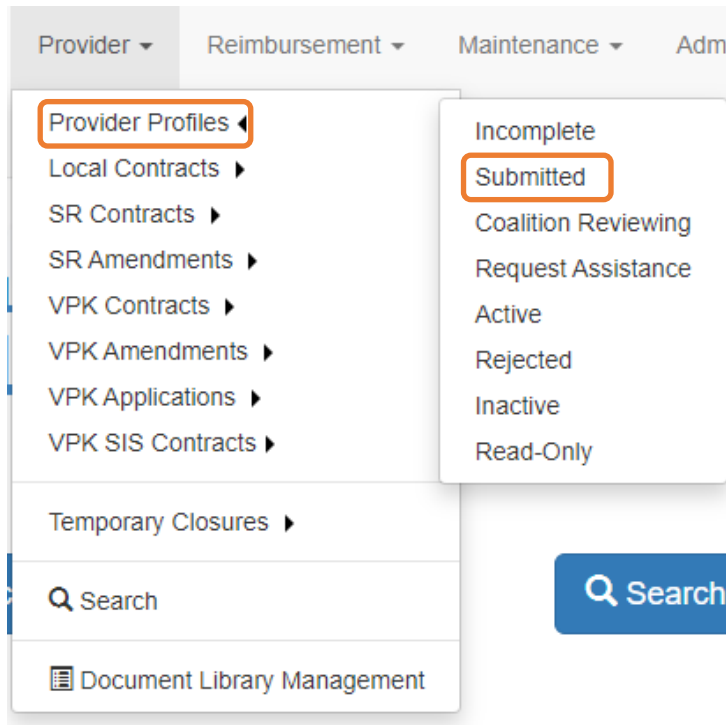 Provider Reimbursement Maintenance Adm
Provider Profiles
Local Contracts
SR Contracts
SR Amendments
VPK Contracts
VPK Amendments
VPK Applications
VPK SIS Contracts
Temporary Closures
Search
Document Library Management
Incomplete
Submitted
Coalition Reviewing
Request Assistance
Active
Rejected
Inactive
Read-Only
Search